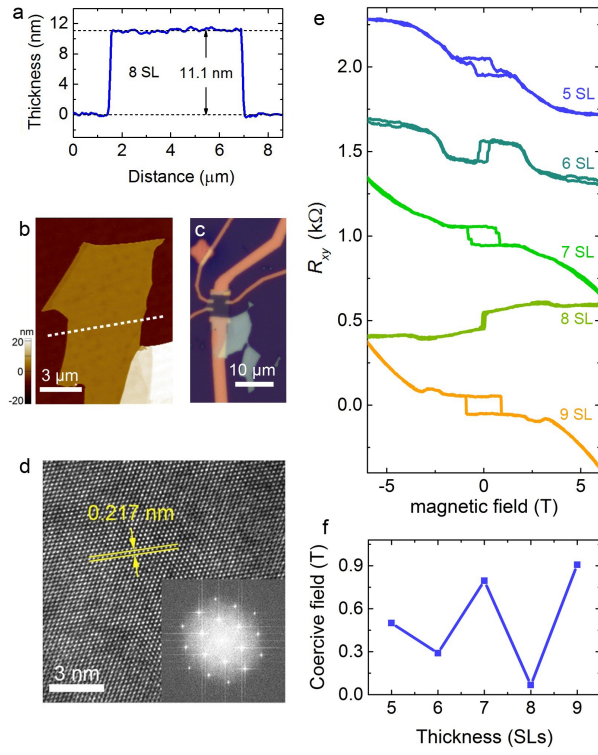 a
Thickness (nm)
12
8
4
0
8 SL
11.1 nm
0 2 4 6 8
Distance (μm)
b
nm
20
-20
3 μm
c
10 μm
d
0.217 nm
3 nm
e
R_xy (kΩ)
2.0
1.5
1.0
0.5
0.0
5 SL
6 SL
7 SL
8 SL
9 SL
-5 0 5
magnetic field (T)
f
Coercive field (T)
0.9
0.6
0.3
0.0
5 6 7 8 9
Thickness (SLs)